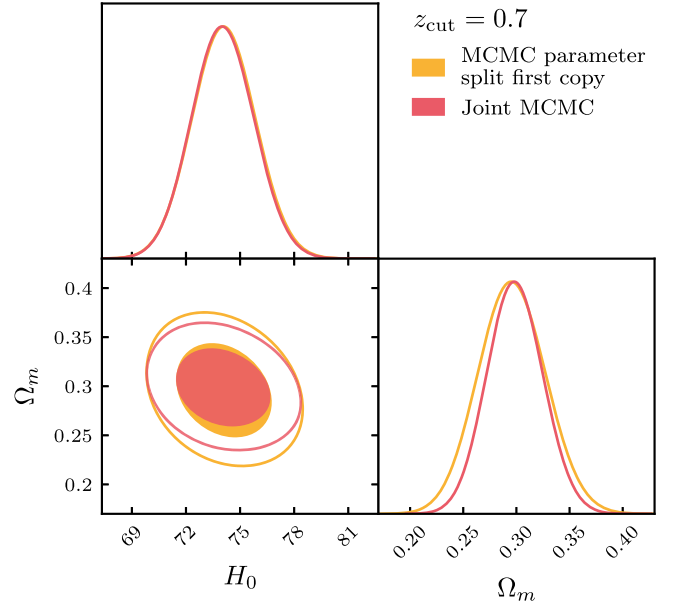 z_cut = 0.7
MCMC parameter
split first copy
Joint MCMC
0.4
0.35
0.3
0.25
0.2
Ω_m
69 72 75 78 81
H_0
0.20 0.25 0.30 0.35 0.40
Ω_m